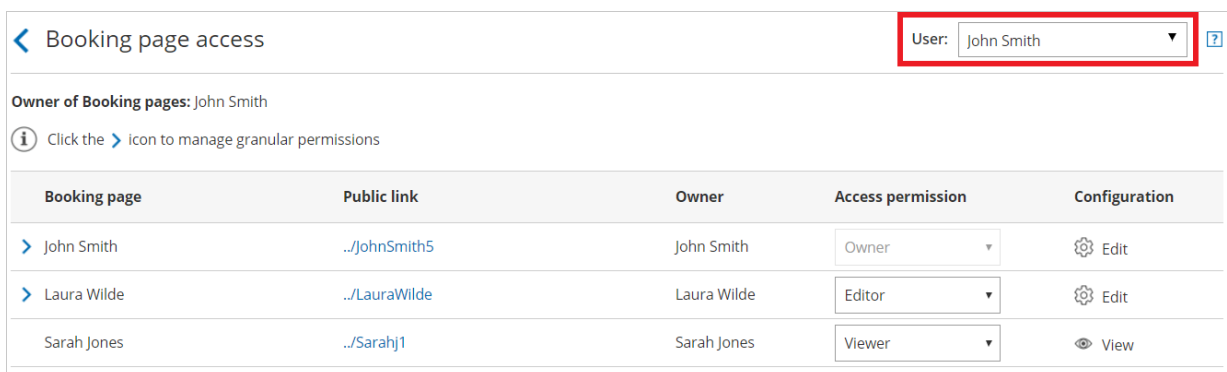 Booking page access
User: John Smith
?
Owner of Booking pages: John Smith
i Click the > icon to manage granular permissions
Booking page Public link Owner Access permission Configuration
John Smith ../JohnSmith5 John Smith Owner Edit
Laura Wilde ../LauraWilde Laura Wilde Editor Edit
Sarah Jones ../Sarahj1 Sarah Jones Viewer View